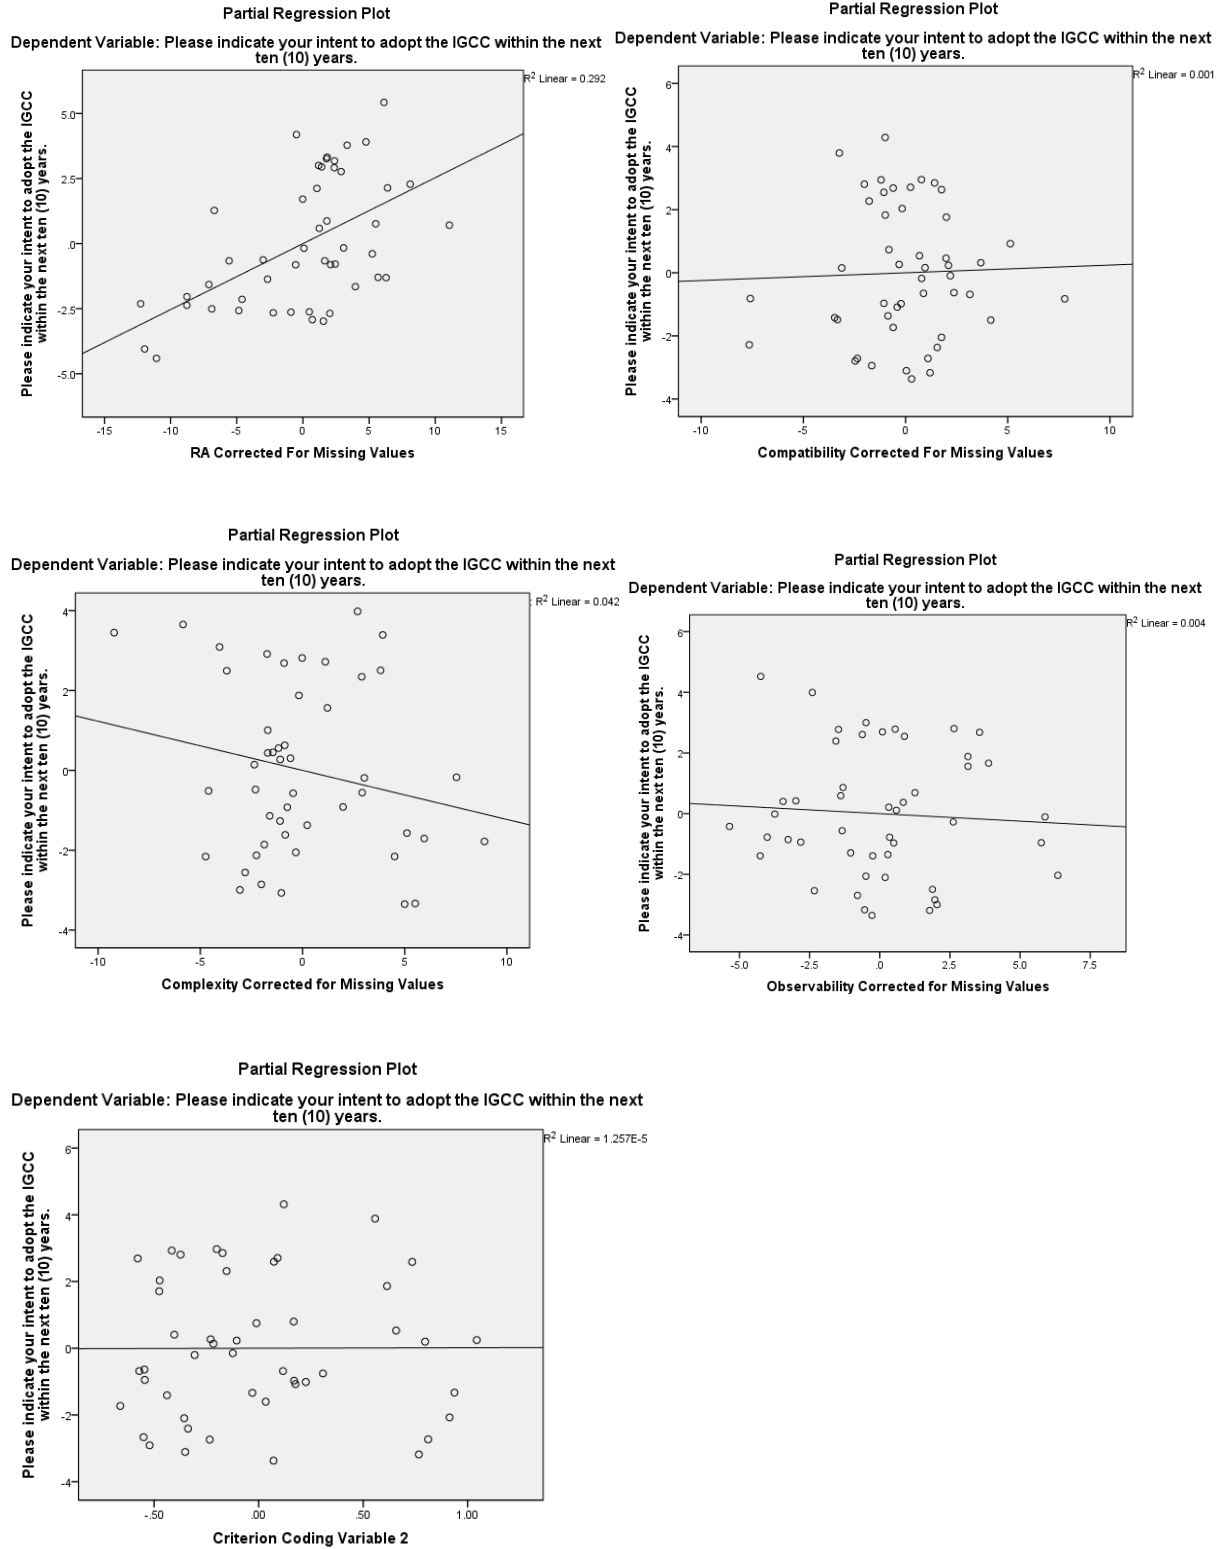 Partial Regression Plot
Dependent Variable: Please indicate your intent to adopt the IGCC within the next
ten (10) years.
R2 Linear = 0.292
Please indicate your intent to adopt the IGCC
within the next ten (10) years.
5.0
2.5
.0
-2.5
-5.0
-15 -10 -5 0 5 10 15
RA Corrected For Missing Values
Partial Regression Plot
Dependent Variable: Please indicate your intent to adopt the IGCC within the next
ten (10) years.
R2 Linear = 0.001
Please indicate your intent to adopt the IGCC
within the next ten (10) years.
6
4
2
0
-2
-4
-10 -5 0 5 10
Compatibility Corrected For Missing Values
Partial Regression Plot
Dependent Variable: Please indicate your intent to adopt the IGCC within the next
ten (10) years.
R2 Linear = 0.042
Please indicate your intent to adopt the IGCC
within the next ten (10) years.
4
2
0
-2
-4
-10 -5 0 5 10
Complexity Corrected for Missing Values
Partial Regression Plot
Dependent Variable: Please indicate your intent to adopt the IGCC within the next
ten (10) years.
R2 Linear = 0.004
Please indicate your intent to adopt the IGCC
within the next ten (10) years.
6
4
2
0
-2
-4
-5.0 -2.5 .0 2.5 5.0 7.5
Observability Corrected for Missing Values
Partial Regression Plot
Dependent Variable: Please indicate your intent to adopt the IGCC within the next
ten (10) years.
R2 Linear = 1.257E-5
Please indicate your intent to adopt the IGCC
within the next ten (10) years.
6
4
2
0
-2
-4
-.50 .00 .50 1.00
Criterion Coding Variable 2